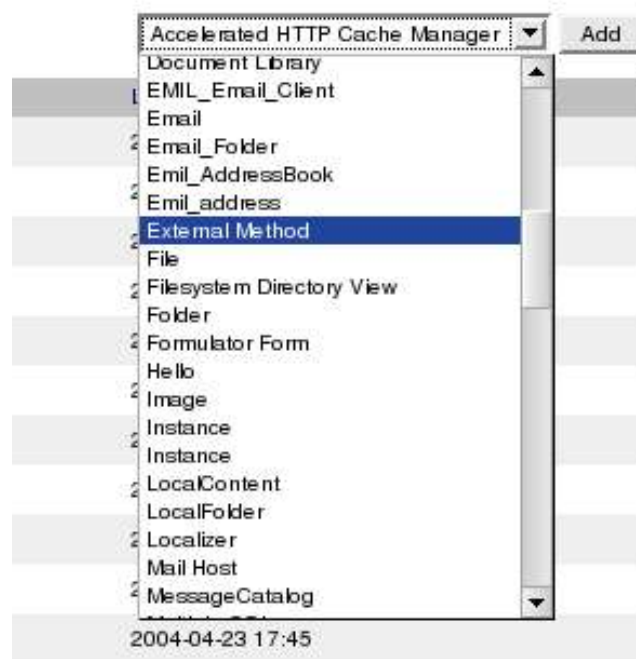 Accelerated HTTP Cache Manager
Add
Document Library
EMIL_Email_Client
Email
Email_Folder
Emil_AddressBook
Emil_address
External Method
File
Filesystem Directory View
Folder
Formulator Form
Hello
Image
Instance
Instance
LocalContent
LocalFolder
Localizer
Mail Host
MessageCatalog
2004-04-23 17:45